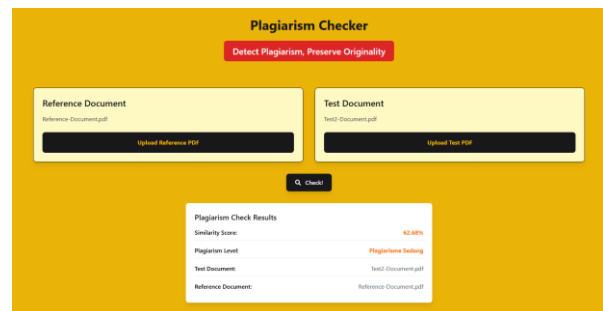 Plagiarism Checker
Detect Plagiarism, Preserve Originality
Reference Document
Reference-Document.pdf
Upload Reference PDF
Test Document
Test2-Document.pdf
Upload Test PDF
Check!
Plagiarism Check Results
Similarity Score: 62.68%
Plagiarism Level: Plagiarisme Sedang
Test Document: Test2-Document.pdf
Reference Document: Reference-Document.pdf